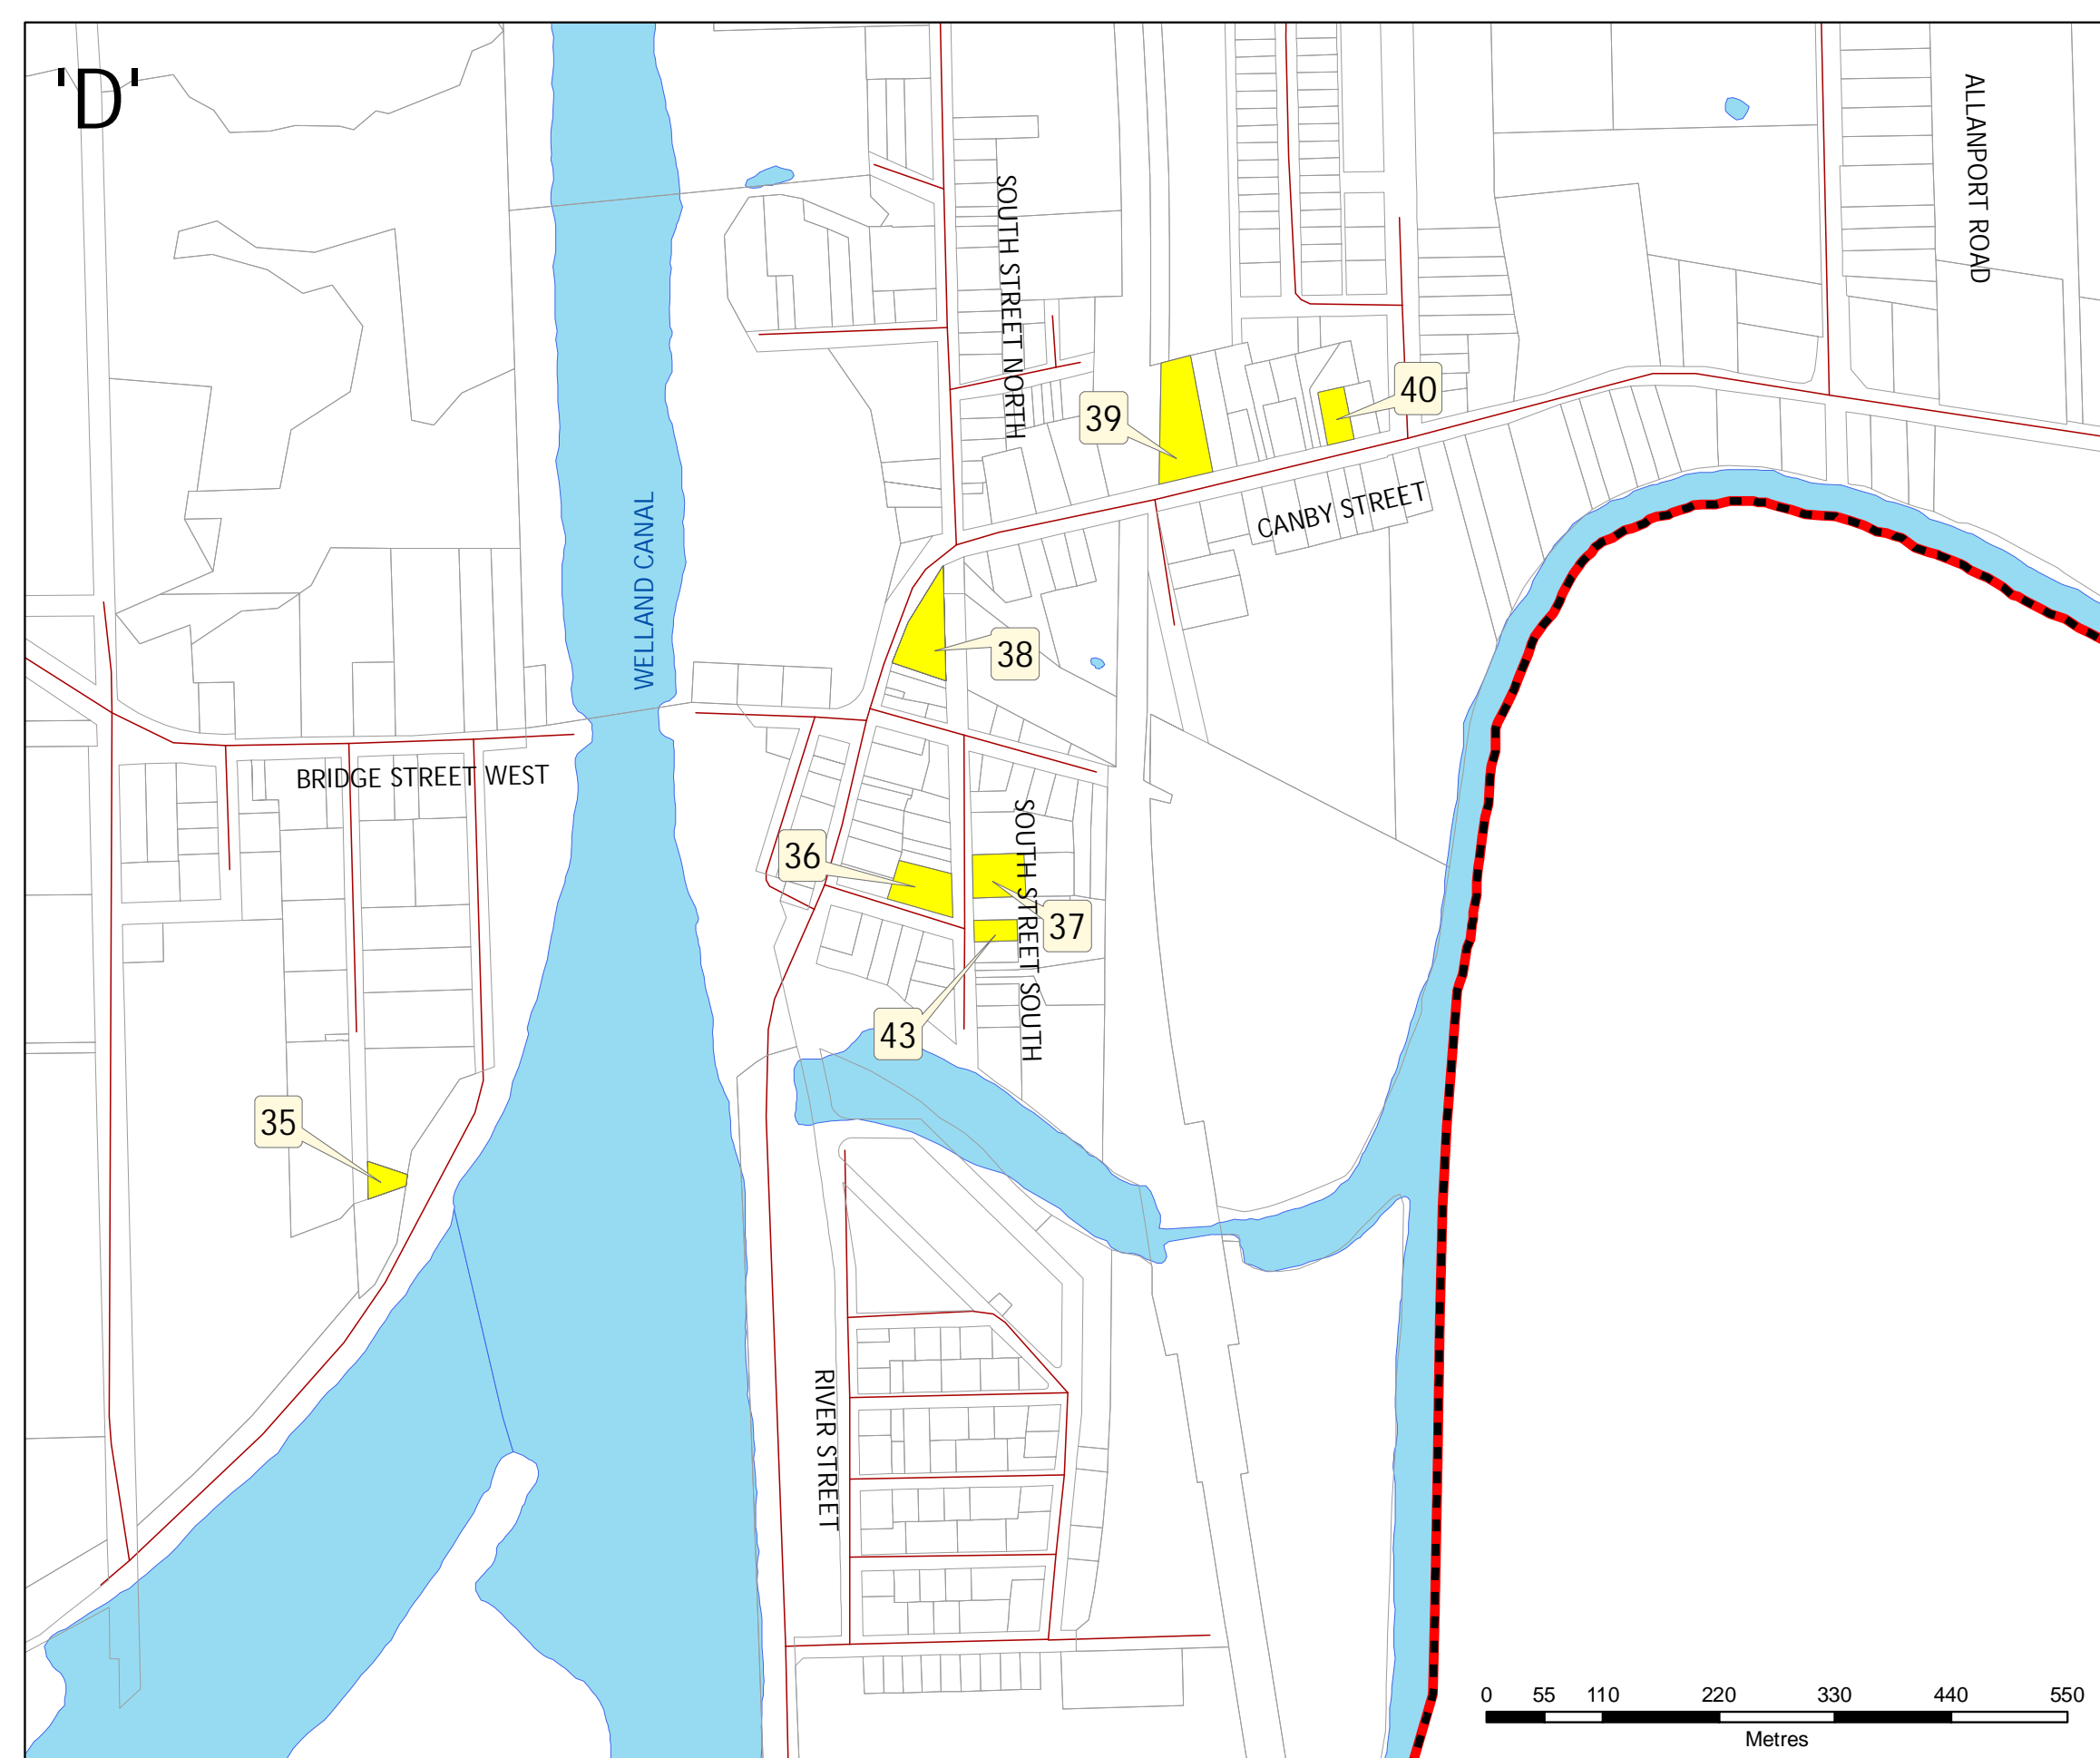 'D'
ALLANPORT ROAD
SOUTH STREET NORTH
40
39
CANBY STREET
WELLAND CANAL
38
BRIDGE STREET WEST
SOUTH STREET SOUTH
36
37
43
35
RIVER STREET
0 55 110 220 330 440 550
Metres